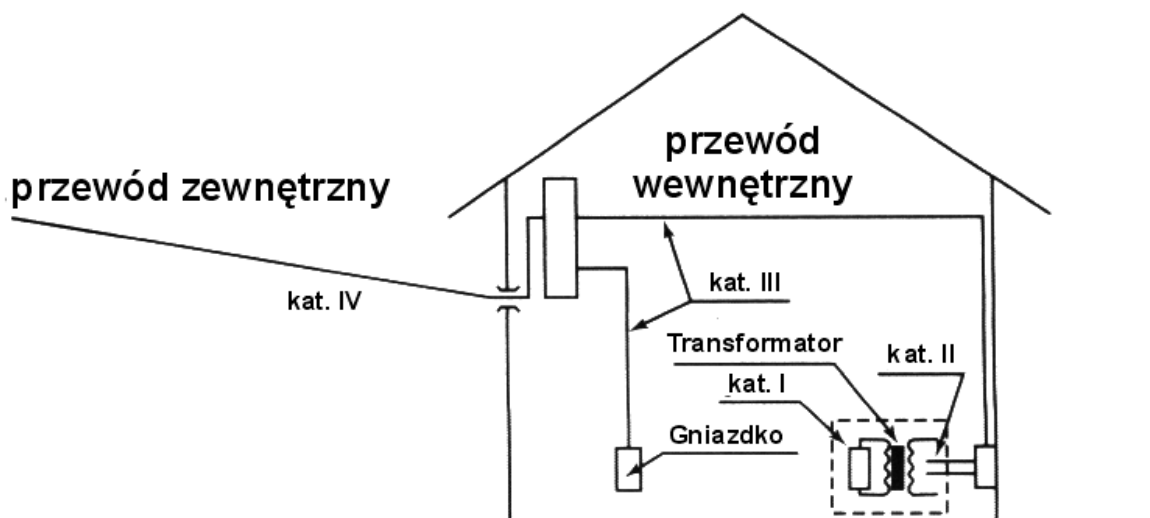 przewód
wewnętrzny
przewód zewnętrzny
kat. IV
kat. III
Transformator
kat. II
kat. I
Gniazdko